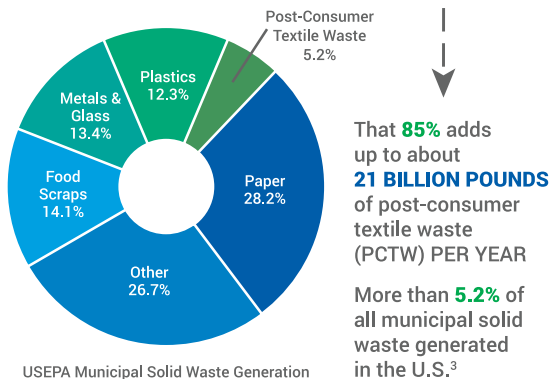 Post-Consumer
Textile Waste
5.2%
Plastics
12.3%
Metals &
Glass
13.4%
Food
Scraps
14.1%
Paper
28.2%
Other
26.7%
USEPA Municipal Solid Waste Generation
That 85% adds
up to about
21 BILLION POUNDS
of post-consumer
textile waste
(PCTW) PER YEAR
More than 5.2% of
all municipal solid
waste generated
in the U.S.³